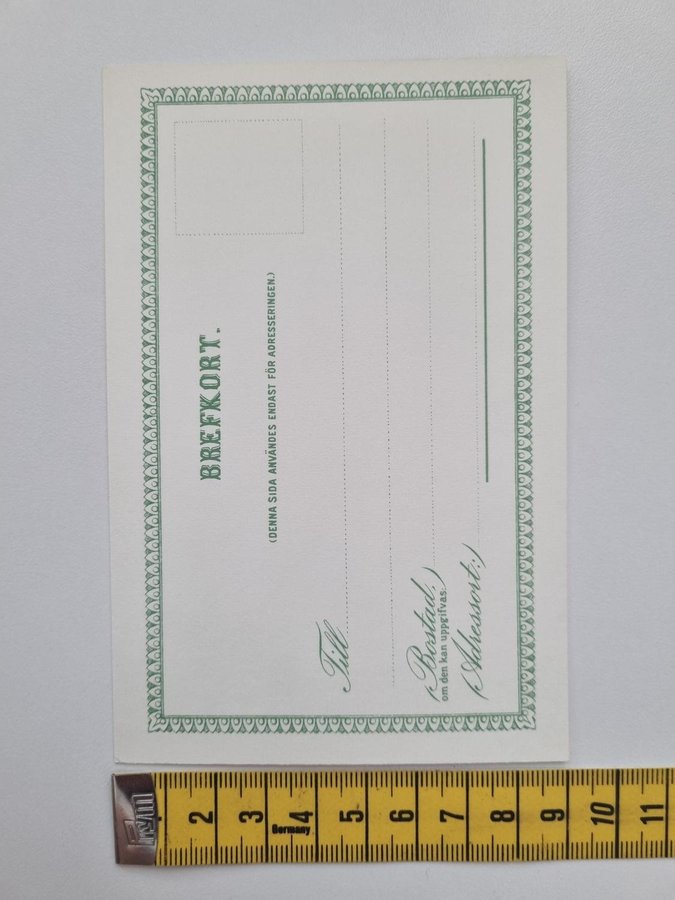 BREFKORT.
(DENNA SIDA ANVÄNDES ENDAST FÖR ADRESSERINGEN.)
Till
(Bostad:)
om den kan uppgifvas:
(Adressort:)
2 3 4 5 6 7 8 9 10 11
Germany